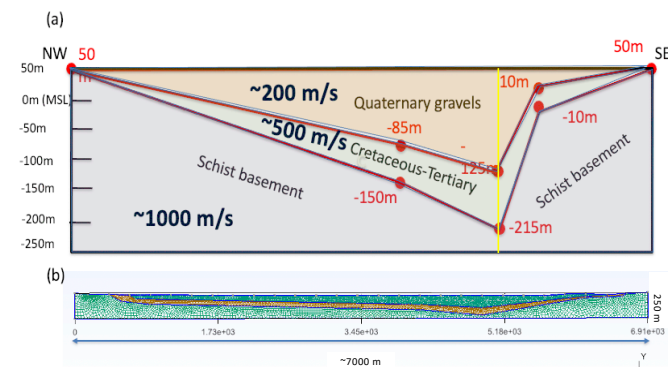 (a)
NW
50
m
50m
SE
50m
0m (MSL)
-50m
-100m
-150m
-200m
-250m
~200 m/s
Quaternary gravels
10m
~500 m/s
-85m
-
125m
-10m
Cretaceous-Tertiary
Schist basement
-150m
Schist basement
~1000 m/s
-215m
(b)
250 m
0
1.73e+03
3.45e+03
5.18e+03
6.91e+03
~7000 m
Y